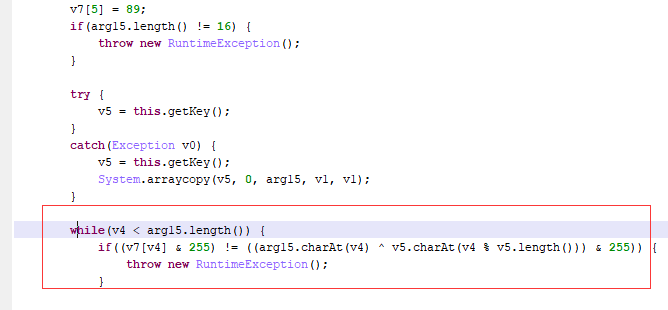 v7[5] = 89;
if(arg15.length() != 16) {
throw new RuntimeException();
}
try {
v5 = this.getKey();
}
catch(Exception v0) {
v5 = this.getKey();
System.arraycopy(v5, 0, arg15, v1, v1);
}
while(v4 < arg15.length()) {
if((v7[v4] & 255) != ((arg15.charAt(v4) ^ v5.charAt(v4 % v5.length())) & 255)) {
throw new RuntimeException();
}